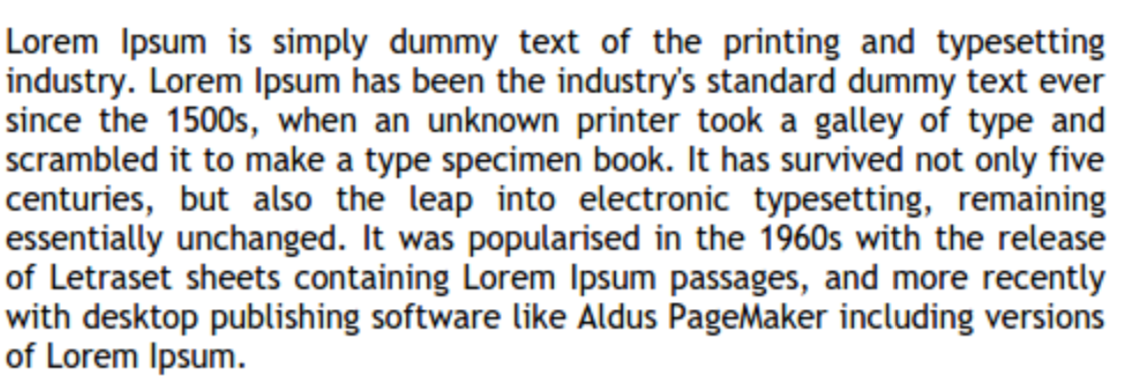 Lorem Ipsum is simply dummy text of the printing and typesetting
industry. Lorem Ipsum has been the industry's standard dummy text ever
since the 1500s, when an unknown printer took a galley of type and
scrambled it to make a type specimen book. It has survived not only five
centuries, but also the leap into electronic typesetting, remaining
essentially unchanged. It was popularised in the 1960s with the release
of Letraset sheets containing Lorem Ipsum passages, and more recently
with desktop publishing software like Aldus PageMaker including versions
of Lorem Ipsum.